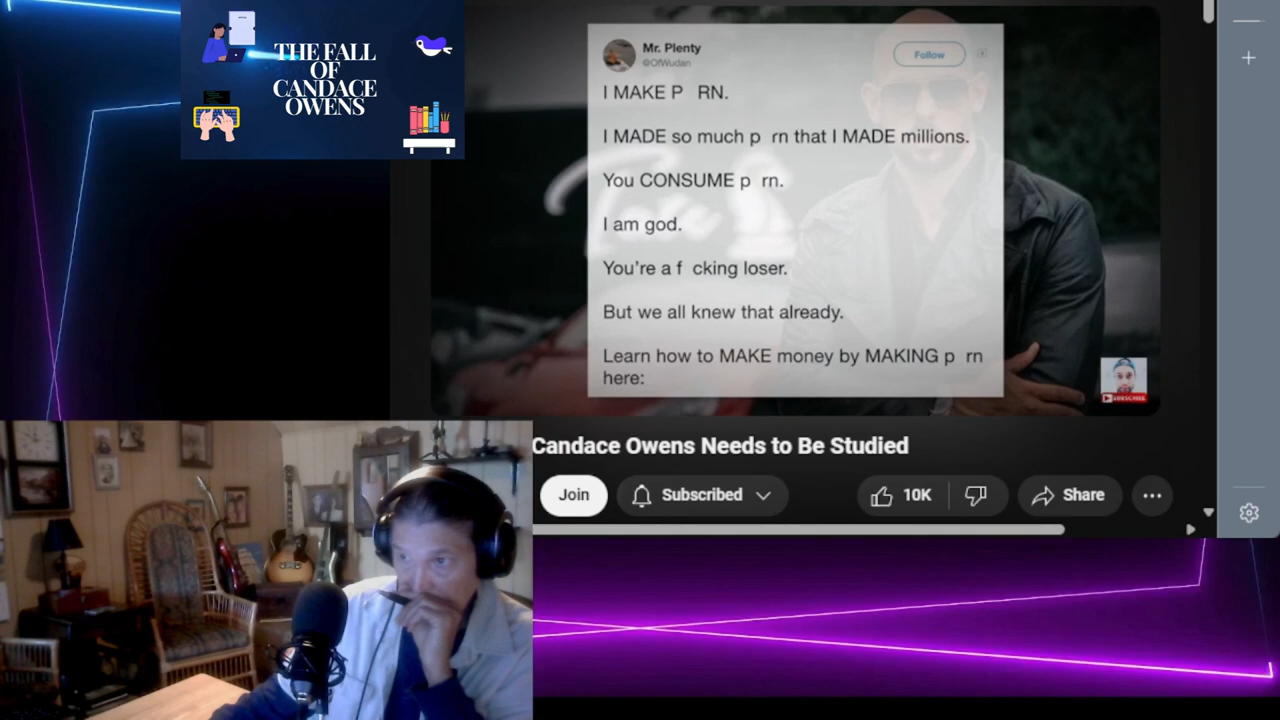 THE FALL
OF
CANDACE
OWENS
Mr. Plenty
@OfWudan
Follow
I MAKE P RN.
I MADE so much p rn that I MADE millions.
You CONSUME p rn.
I am god.
You're a f cking loser.
But we all knew that already.
Learn how to MAKE money by MAKING p rn
here:
SUBSCRIBE
Candace Owens Needs to Be Studied
Join
Subscribed
10K
Share